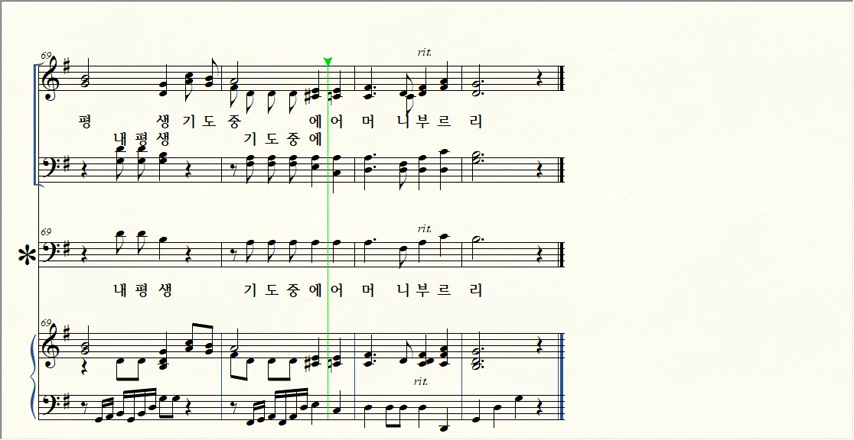 69
rit.
평 생 기 도 중 에 어 머 니 부 르 리
내 평 생 기 도 중 에
69
rit.
내 평 생 기 도 중 에 어 머 니 부 르 리
69
rit.